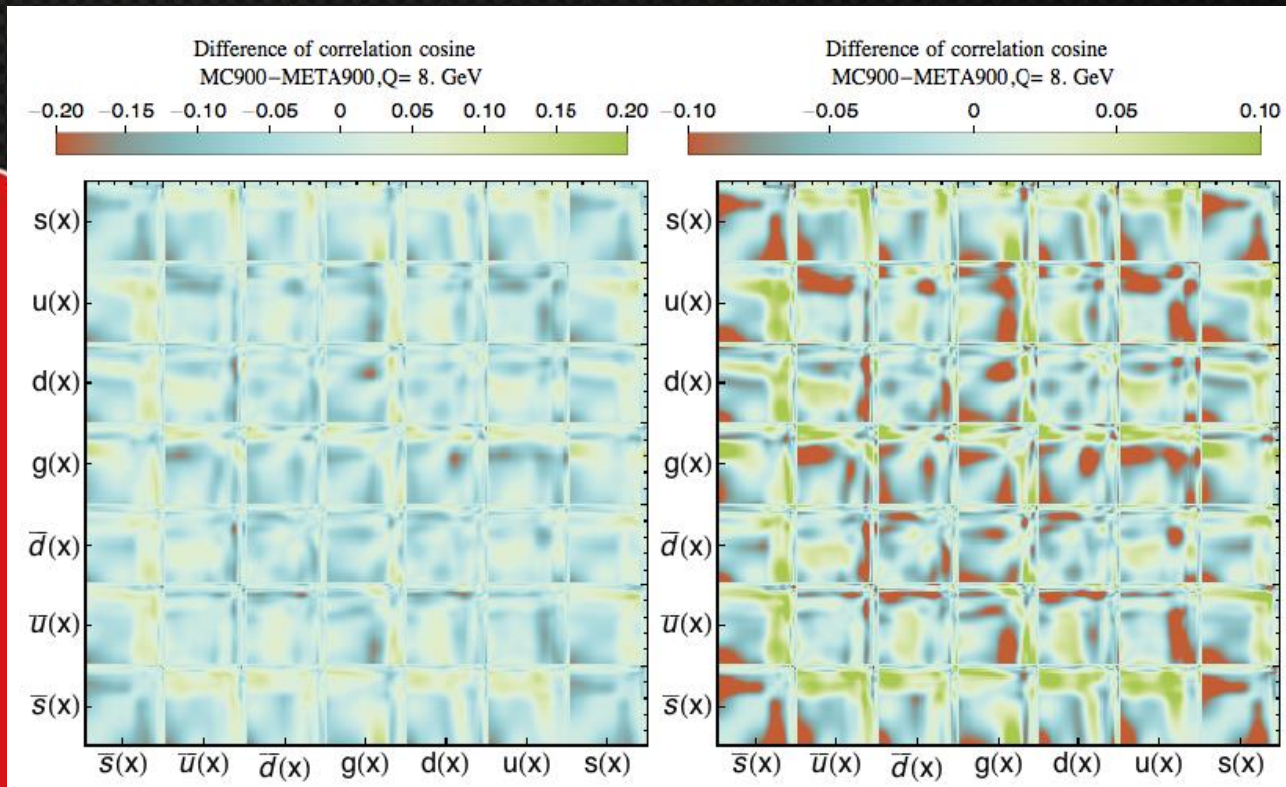 Difference of correlation cosine
MC900−META900,Q= 8. GeV
−0.20 −0.15 −0.10 −0.05 0 0.05 0.10 0.15 0.20
s(x)
u(x)
d(x)
g(x)
d̅(x)
u̅(x)
s̅(x)
s̅(x) u̅(x) d̅(x) g(x) d(x) u(x) s(x)
Difference of correlation cosine
MC900−META900,Q= 8. GeV
−0.10 −0.05 0 0.05 0.10
s(x)
u(x)
d(x)
g(x)
d̅(x)
u̅(x)
s̅(x)
s̅(x) u̅(x) d̅(x) g(x) d(x) u(x) s(x)